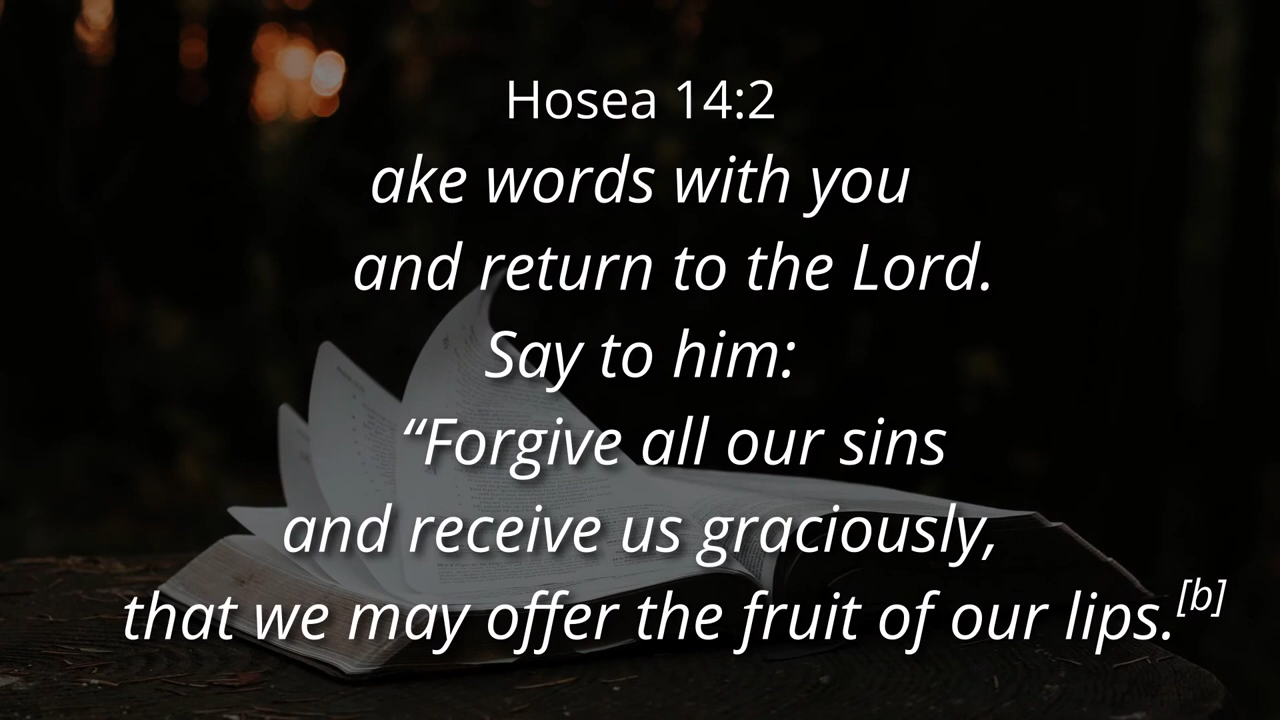 Hosea 14:2
ake words with you
and return to the Lord.
Say to him:
“Forgive all our sins
and receive us graciously,
that we may offer the fruit of our lips.[b]